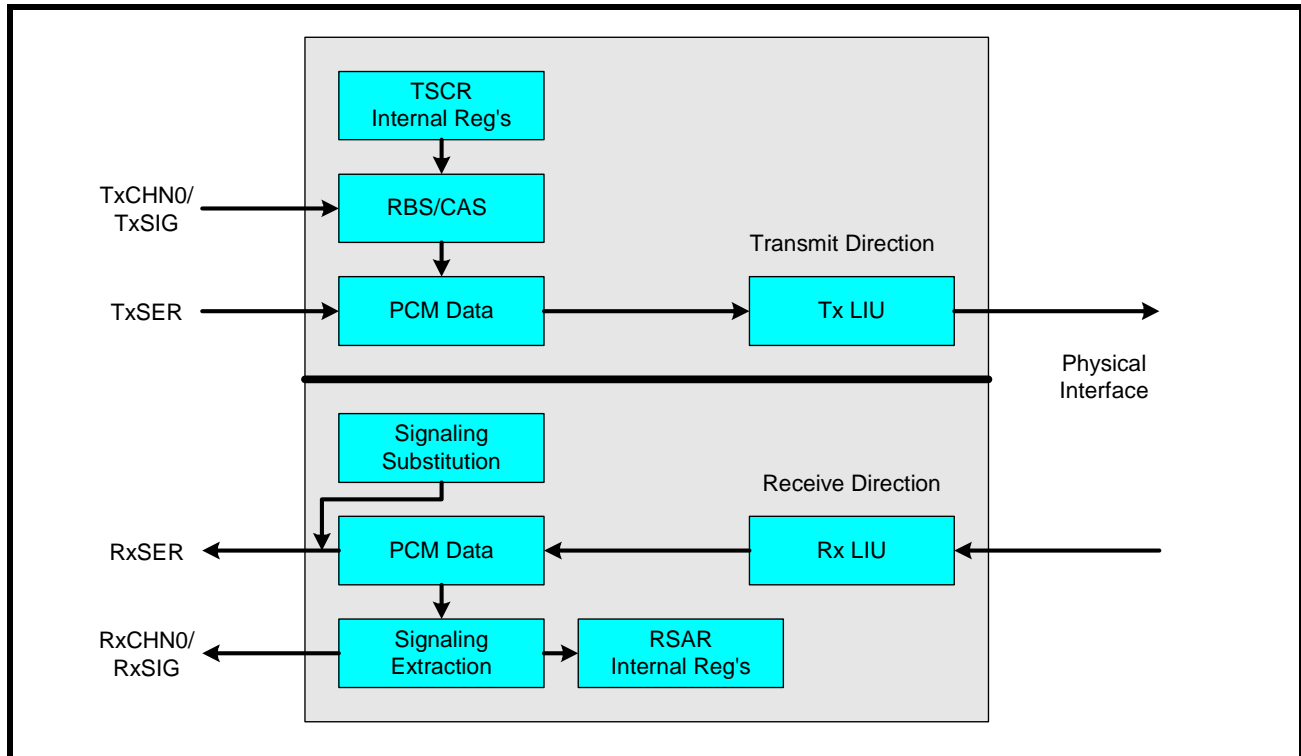 TSCR
Internal Reg's
TxCHN0/
TxSIG
RBS/CAS
Transmit Direction
TxSER
PCM Data
Tx LIU
Physical
Interface
Signaling
Substitution
Receive Direction
RxSER
PCM Data
Rx LIU
RxCHN0/
RxSIG
Signaling
Extraction
RSAR
Internal Reg's